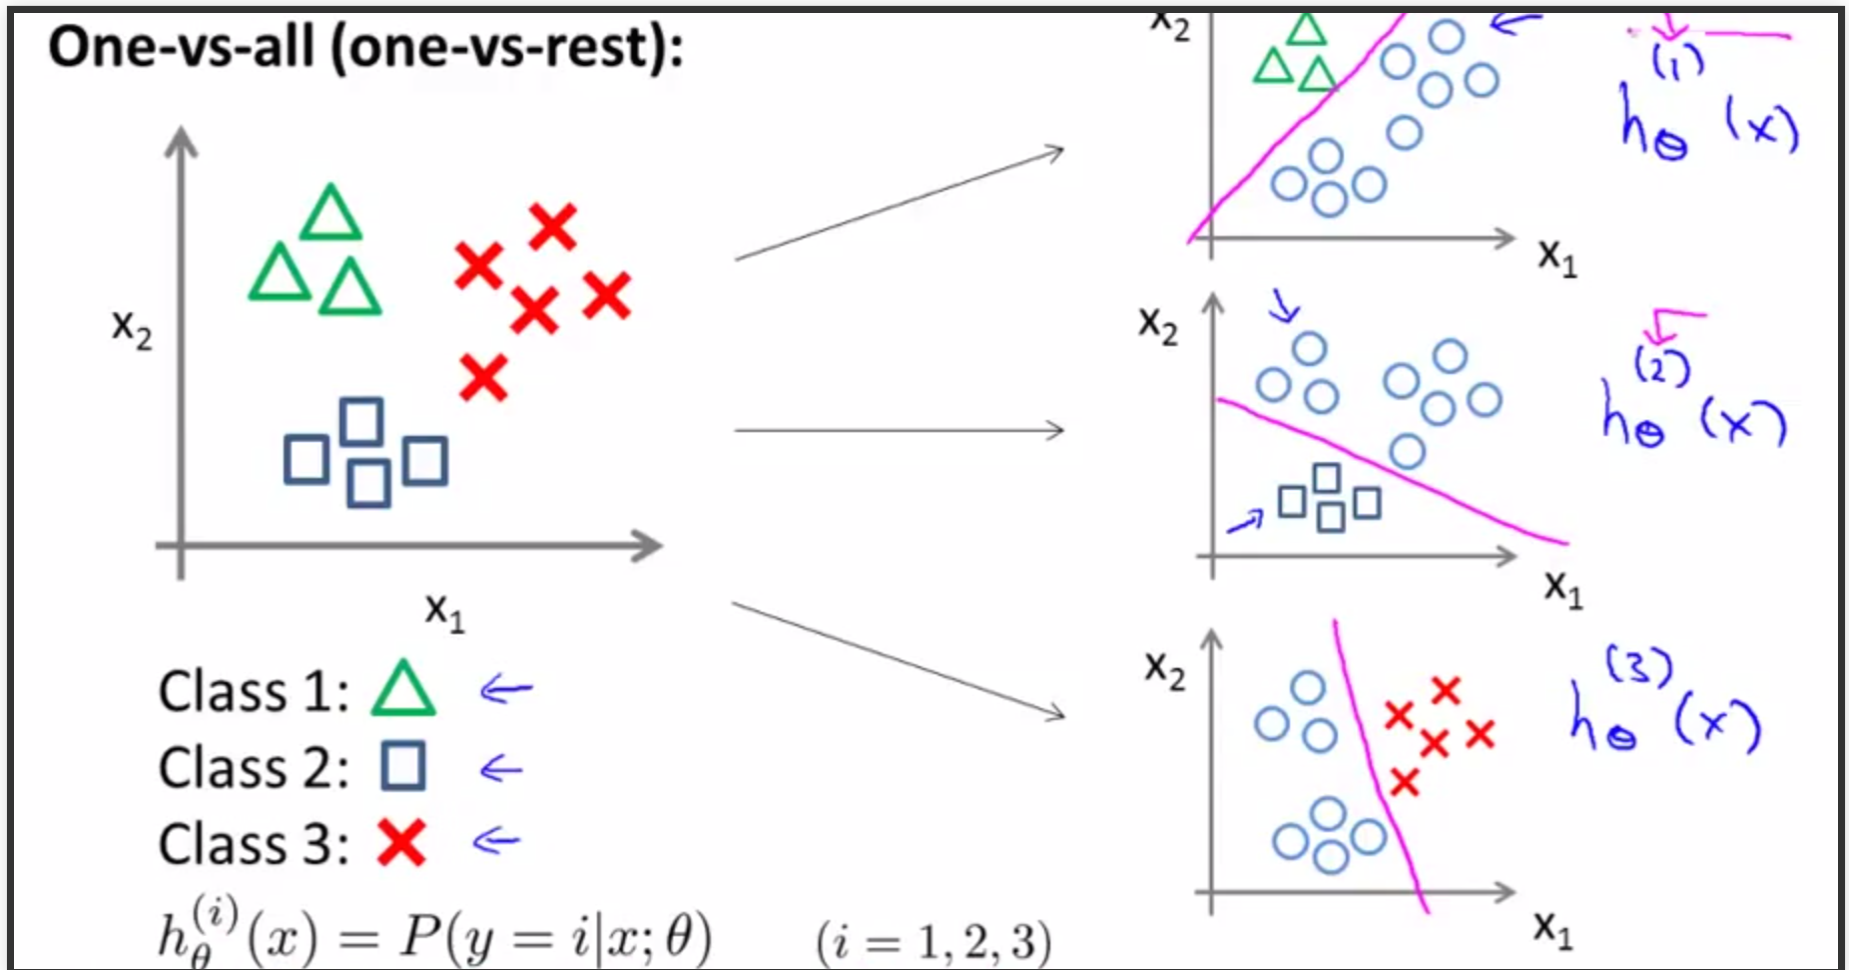 One-vs-all (one-vs-rest):
x₂
x₁
Class 1:
Class 2:
Class 3:
h_θ^(i)(x) = P(y = i|x; θ)    (i = 1, 2, 3)
x₂
x₁
h_θ^(1)(x)
x₂
x₁
h_θ^(2)(x)
x₂
x₁
h_θ^(3)(x)